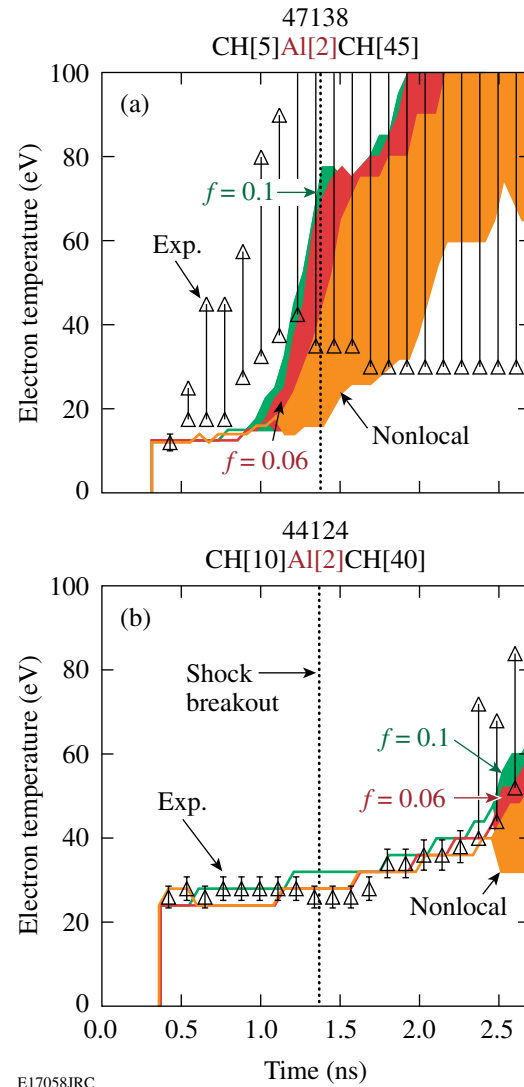 47138
CH[5]Al[2]CH[45]
100
(a)
80
f = 0.1
Exp.
60
40
20
Nonlocal
f = 0.06
0
Electron temperature (eV)
44124
CH[10]Al[2]CH[40]
100
(b)
80
Shock
breakout
60
f = 0.1
Exp.
f = 0.06
40
20
Nonlocal
0
Electron temperature (eV)
0.0 0.5 1.0 1.5 2.0 2.5
Time (ns)
E17058JRC